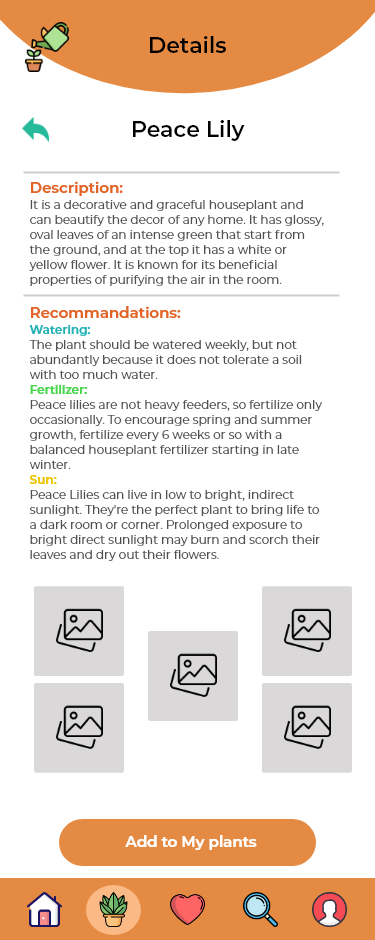 Details
Peace Lily
Description:
It is a decorative and graceful houseplant and
can beautify the decor of any home. It has glossy,
oval leaves of an intense green that start from
the ground, and at the top it has a white or
yellow flower. It is known for its beneficial
properties of purifying the air in the room.
Recommandations:
Watering:
The plant should be watered weekly, but not
abundantly because it does not tolerate a soil
with too much water.
Fertilizer:
Peace lilies are not heavy feeders, so fertilize only
occasionally. To encourage spring and summer
growth, fertilize every 6 weeks or so with a
balanced houseplant fertilizer starting in late
winter.
Sun:
Peace Lilies can live in low to bright, indirect
sunlight. They're the perfect plant to bring life to
a dark room or corner. Prolonged exposure to
bright direct sunlight may burn and scorch their
leaves and dry out their flowers.
Add to My plants